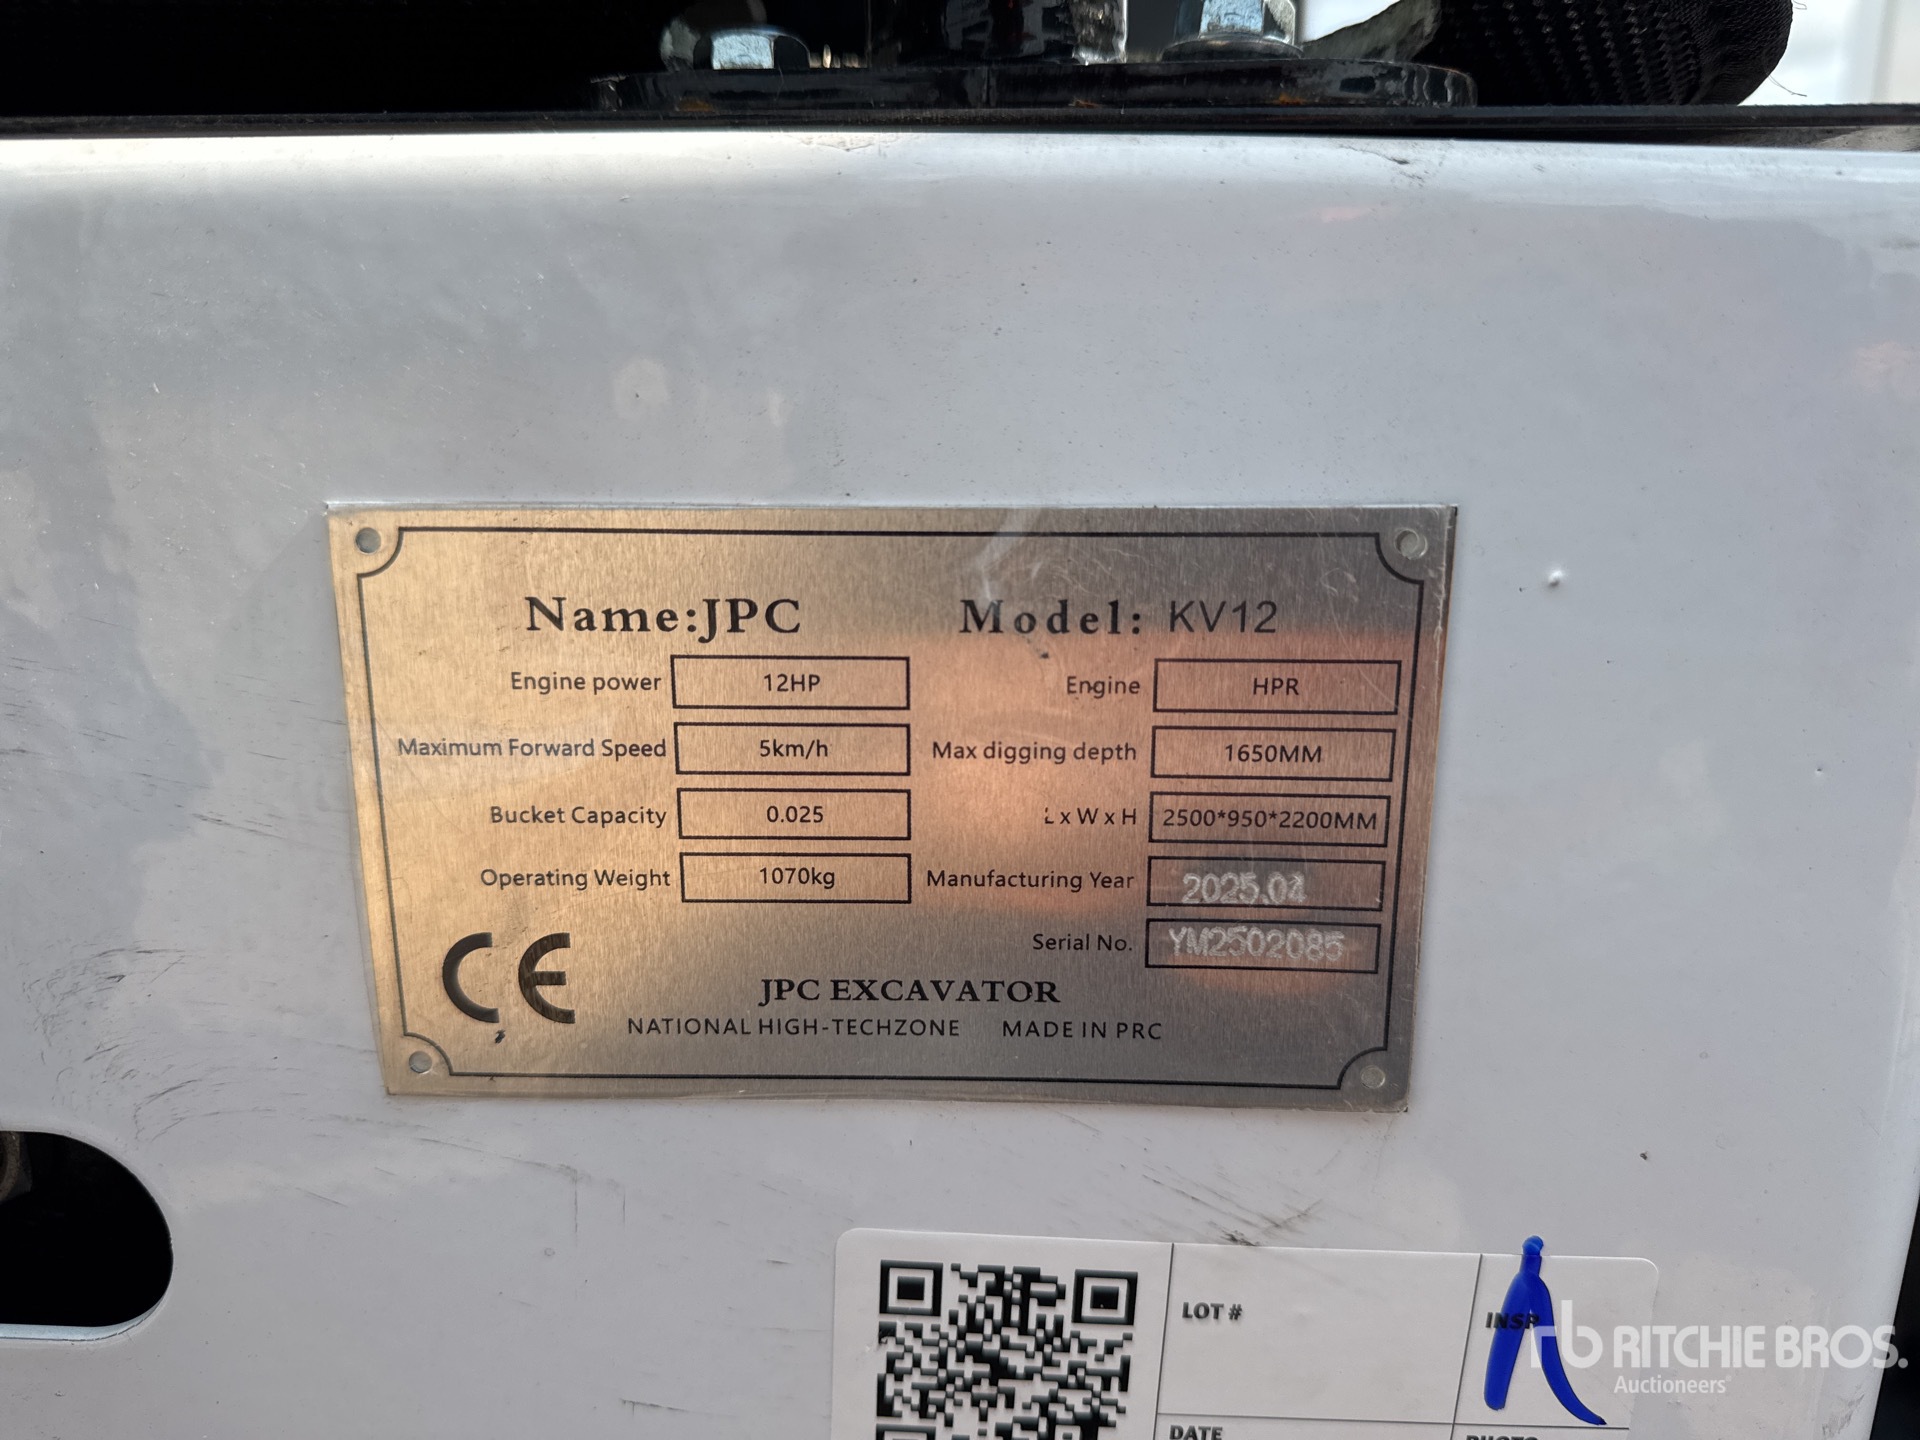 Name:JPC Model: KV12
Engine power 12HP Engine HPR
Maximum Forward Speed 5km/h Max digging depth 1650MM
Bucket Capacity 0.025 L x W x H 2500*950*2200MM
Operating Weight 1070kg Manufacturing Year 2025.04
Serial No. YM2502085
CE
JPC EXCAVATOR
NATIONAL HIGH-TECHZONE MADE IN PRC
LOT #
INSP
rb RITCHIE BROS.
Auctioneers
DATE
PHOTO